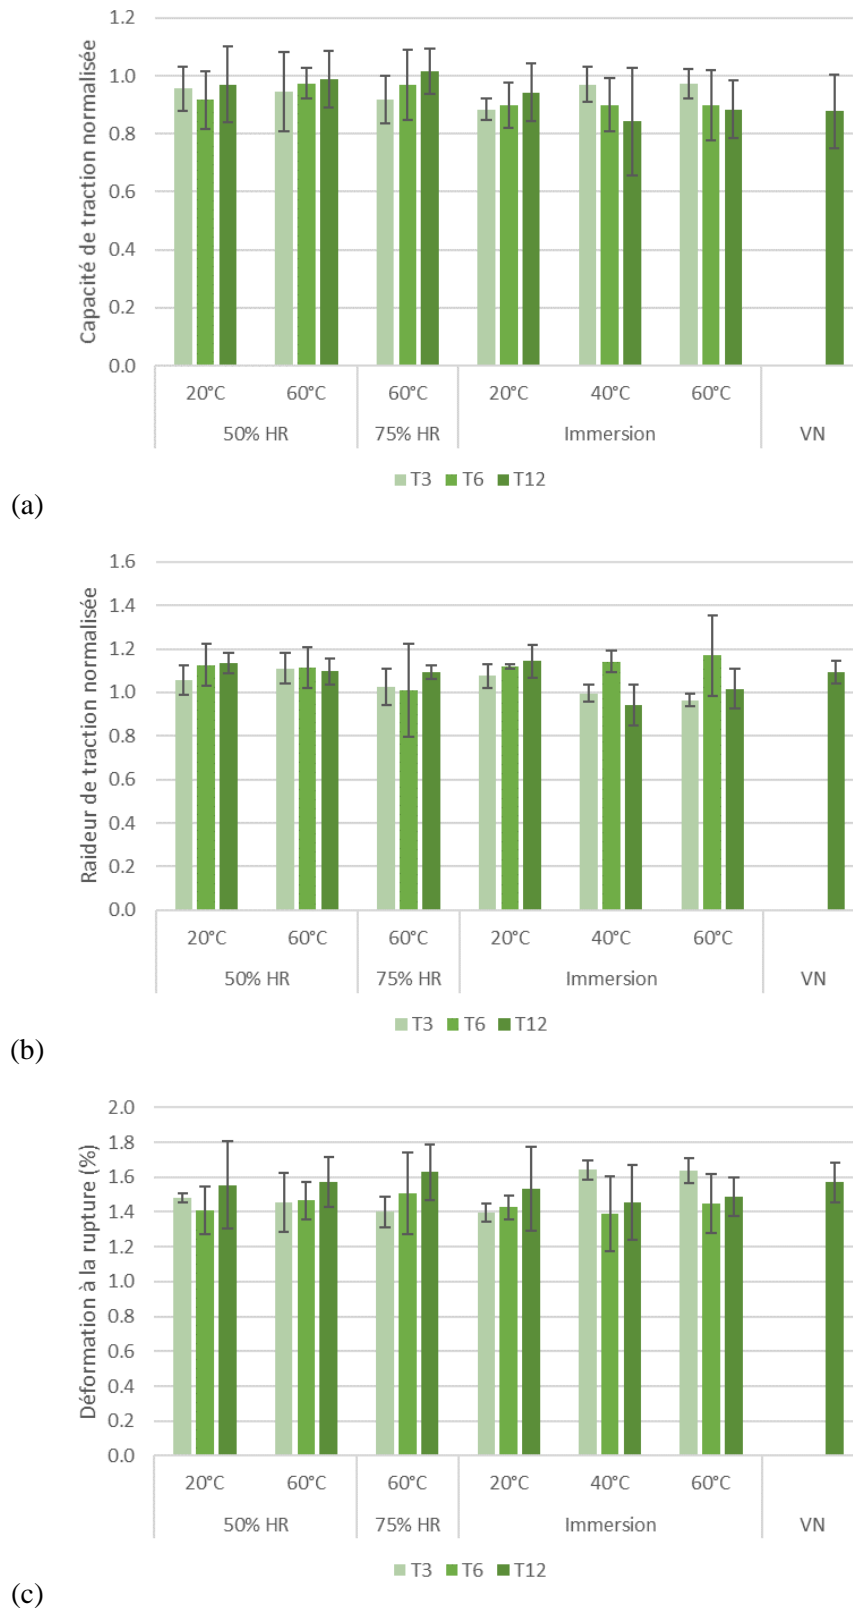 Capacité de traction normalisée
1.2
1.0
0.8
0.6
0.4
0.2
0.0
20°C 60°C 60°C 20°C 40°C 60°C
50% HR 75% HR Immersion VN
T3 T6 T12
(a)
Raideur de traction normalisée
1.6
1.4
1.2
1.0
0.8
0.6
0.4
0.2
0.0
20°C 60°C 60°C 20°C 40°C 60°C
50% HR 75% HR Immersion VN
T3 T6 T12
(b)
Déformation à la rupture (%)
2.0
1.8
1.6
1.4
1.2
1.0
0.8
0.6
0.4
0.2
0.0
20°C 60°C 60°C 20°C 40°C 60°C
50% HR 75% HR Immersion VN
T3 T6 T12
(c)